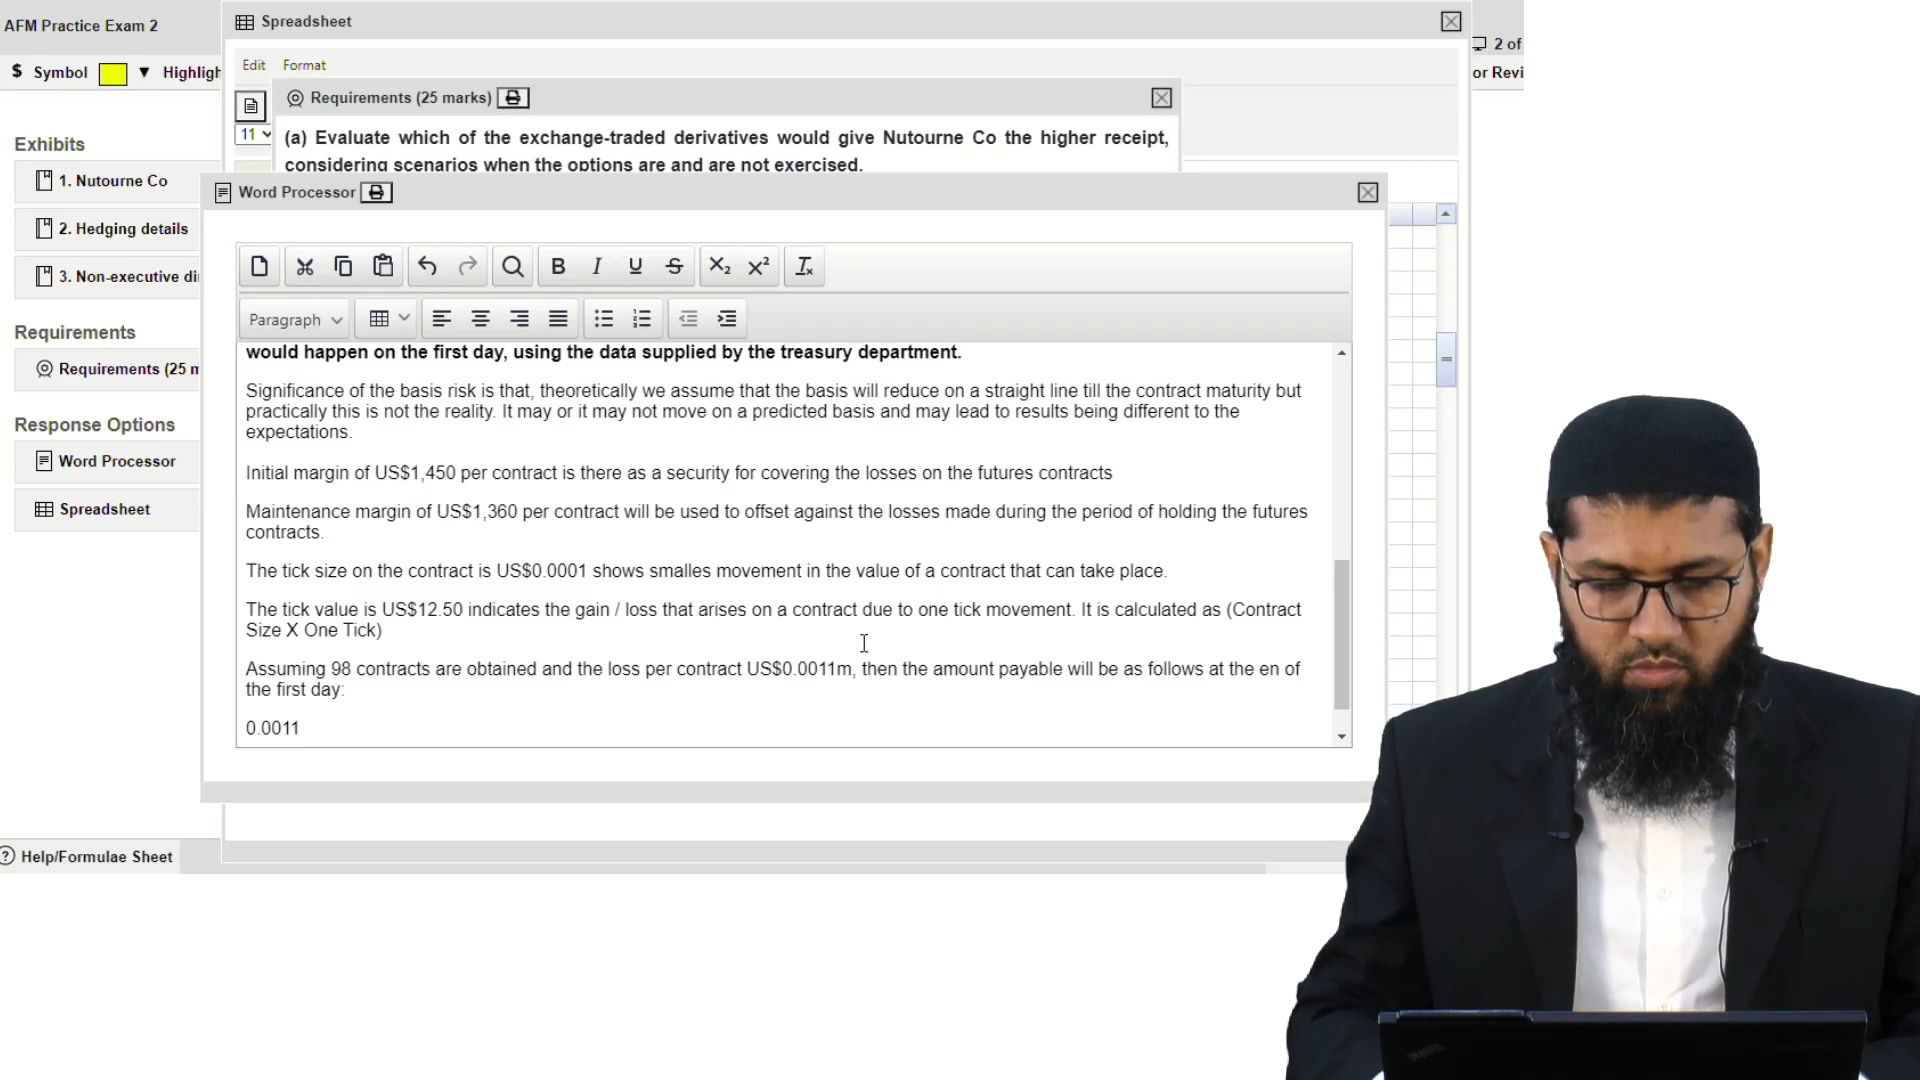 AFM Practice Exam 2
Spreadsheet
2 of
$ Symbol
Highligh
or Revi
Edit Format
11
Requirements (25 marks)
(a) Evaluate which of the exchange-traded derivatives would give Nutourne Co the higher receipt,
considering scenarios when the options are and are not exercised.
Exhibits
1. Nutourne Co
2. Hedging details
3. Non-executive di
Requirements
Requirements (25 m
Response Options
Word Processor
Spreadsheet
Help/Formulae Sheet
Word Processor
Paragraph
would happen on the first day, using the data supplied by the treasury department.
Significance of the basis risk is that, theoretically we assume that the basis will reduce on a straight line till the contract maturity but
practically this is not the reality. It may or it may not move on a predicted basis and may lead to results being different to the
expectations.
Initial margin of US$1,450 per contract is there as a security for covering the losses on the futures contracts
Maintenance margin of US$1,360 per contract will be used to offset against the losses made during the period of holding the futures
contracts.
The tick size on the contract is US$0.0001 shows smalles movement in the value of a contract that can take place.
The tick value is US$12.50 indicates the gain / loss that arises on a contract due to one tick movement. It is calculated as (Contract
Size X One Tick)
Assuming 98 contracts are obtained and the loss per contract US$0.0011m, then the amount payable will be as follows at the en of
the first day:
0.0011